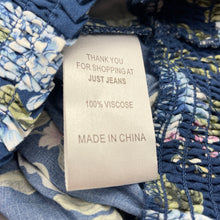 THANK YOU
FOR SHOPPING AT
JUST JEANS
100% VISCOSE
MADE IN CHINA